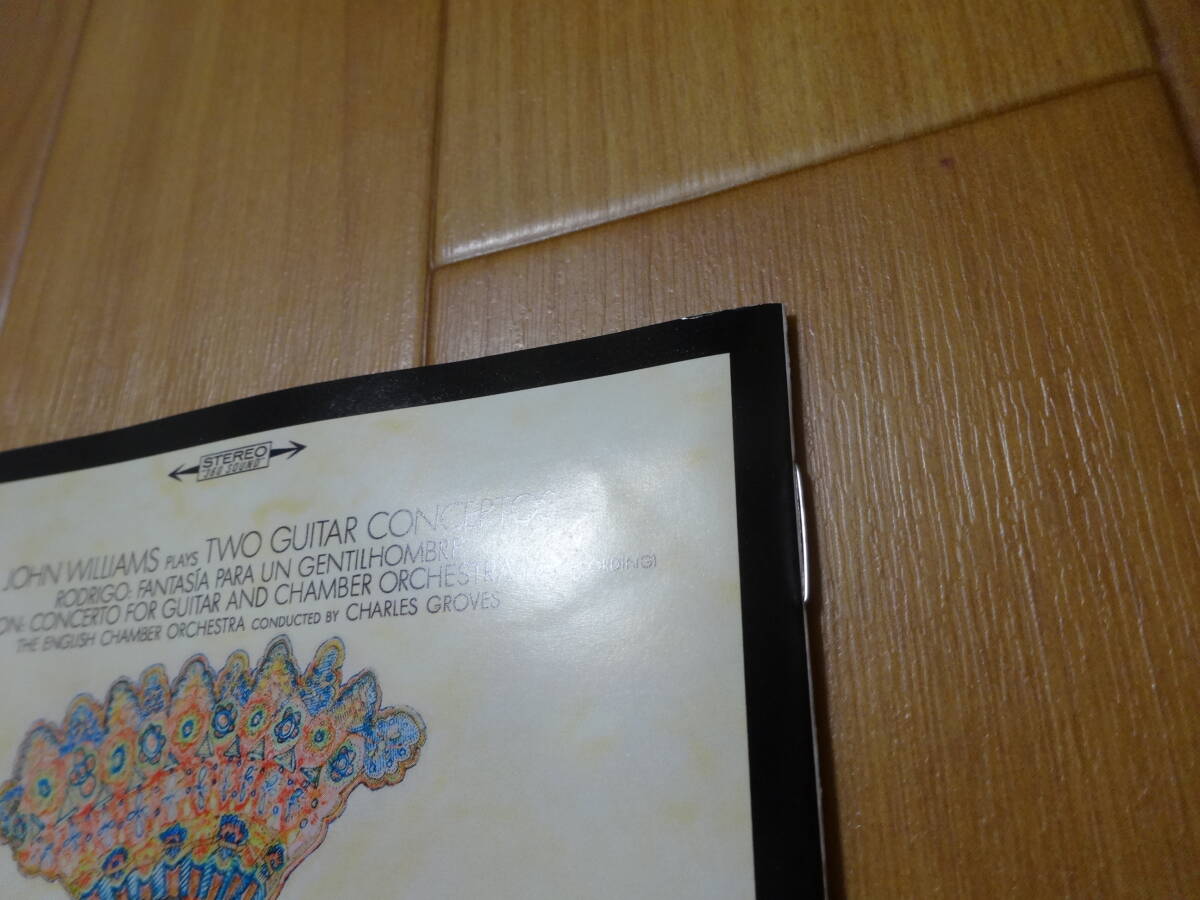 STEREO
360 SOUND
JOHN WILLIAMS PLAYS TWO GUITAR CONCERTOS
RODRIGO: FANTASÍA PARA UN GENTILHOMBRE
CONCERTO FOR GUITAR AND CHAMBER ORCHESTRA
THE ENGLISH CHAMBER ORCHESTRA CONDUCTED BY CHARLES GROVES